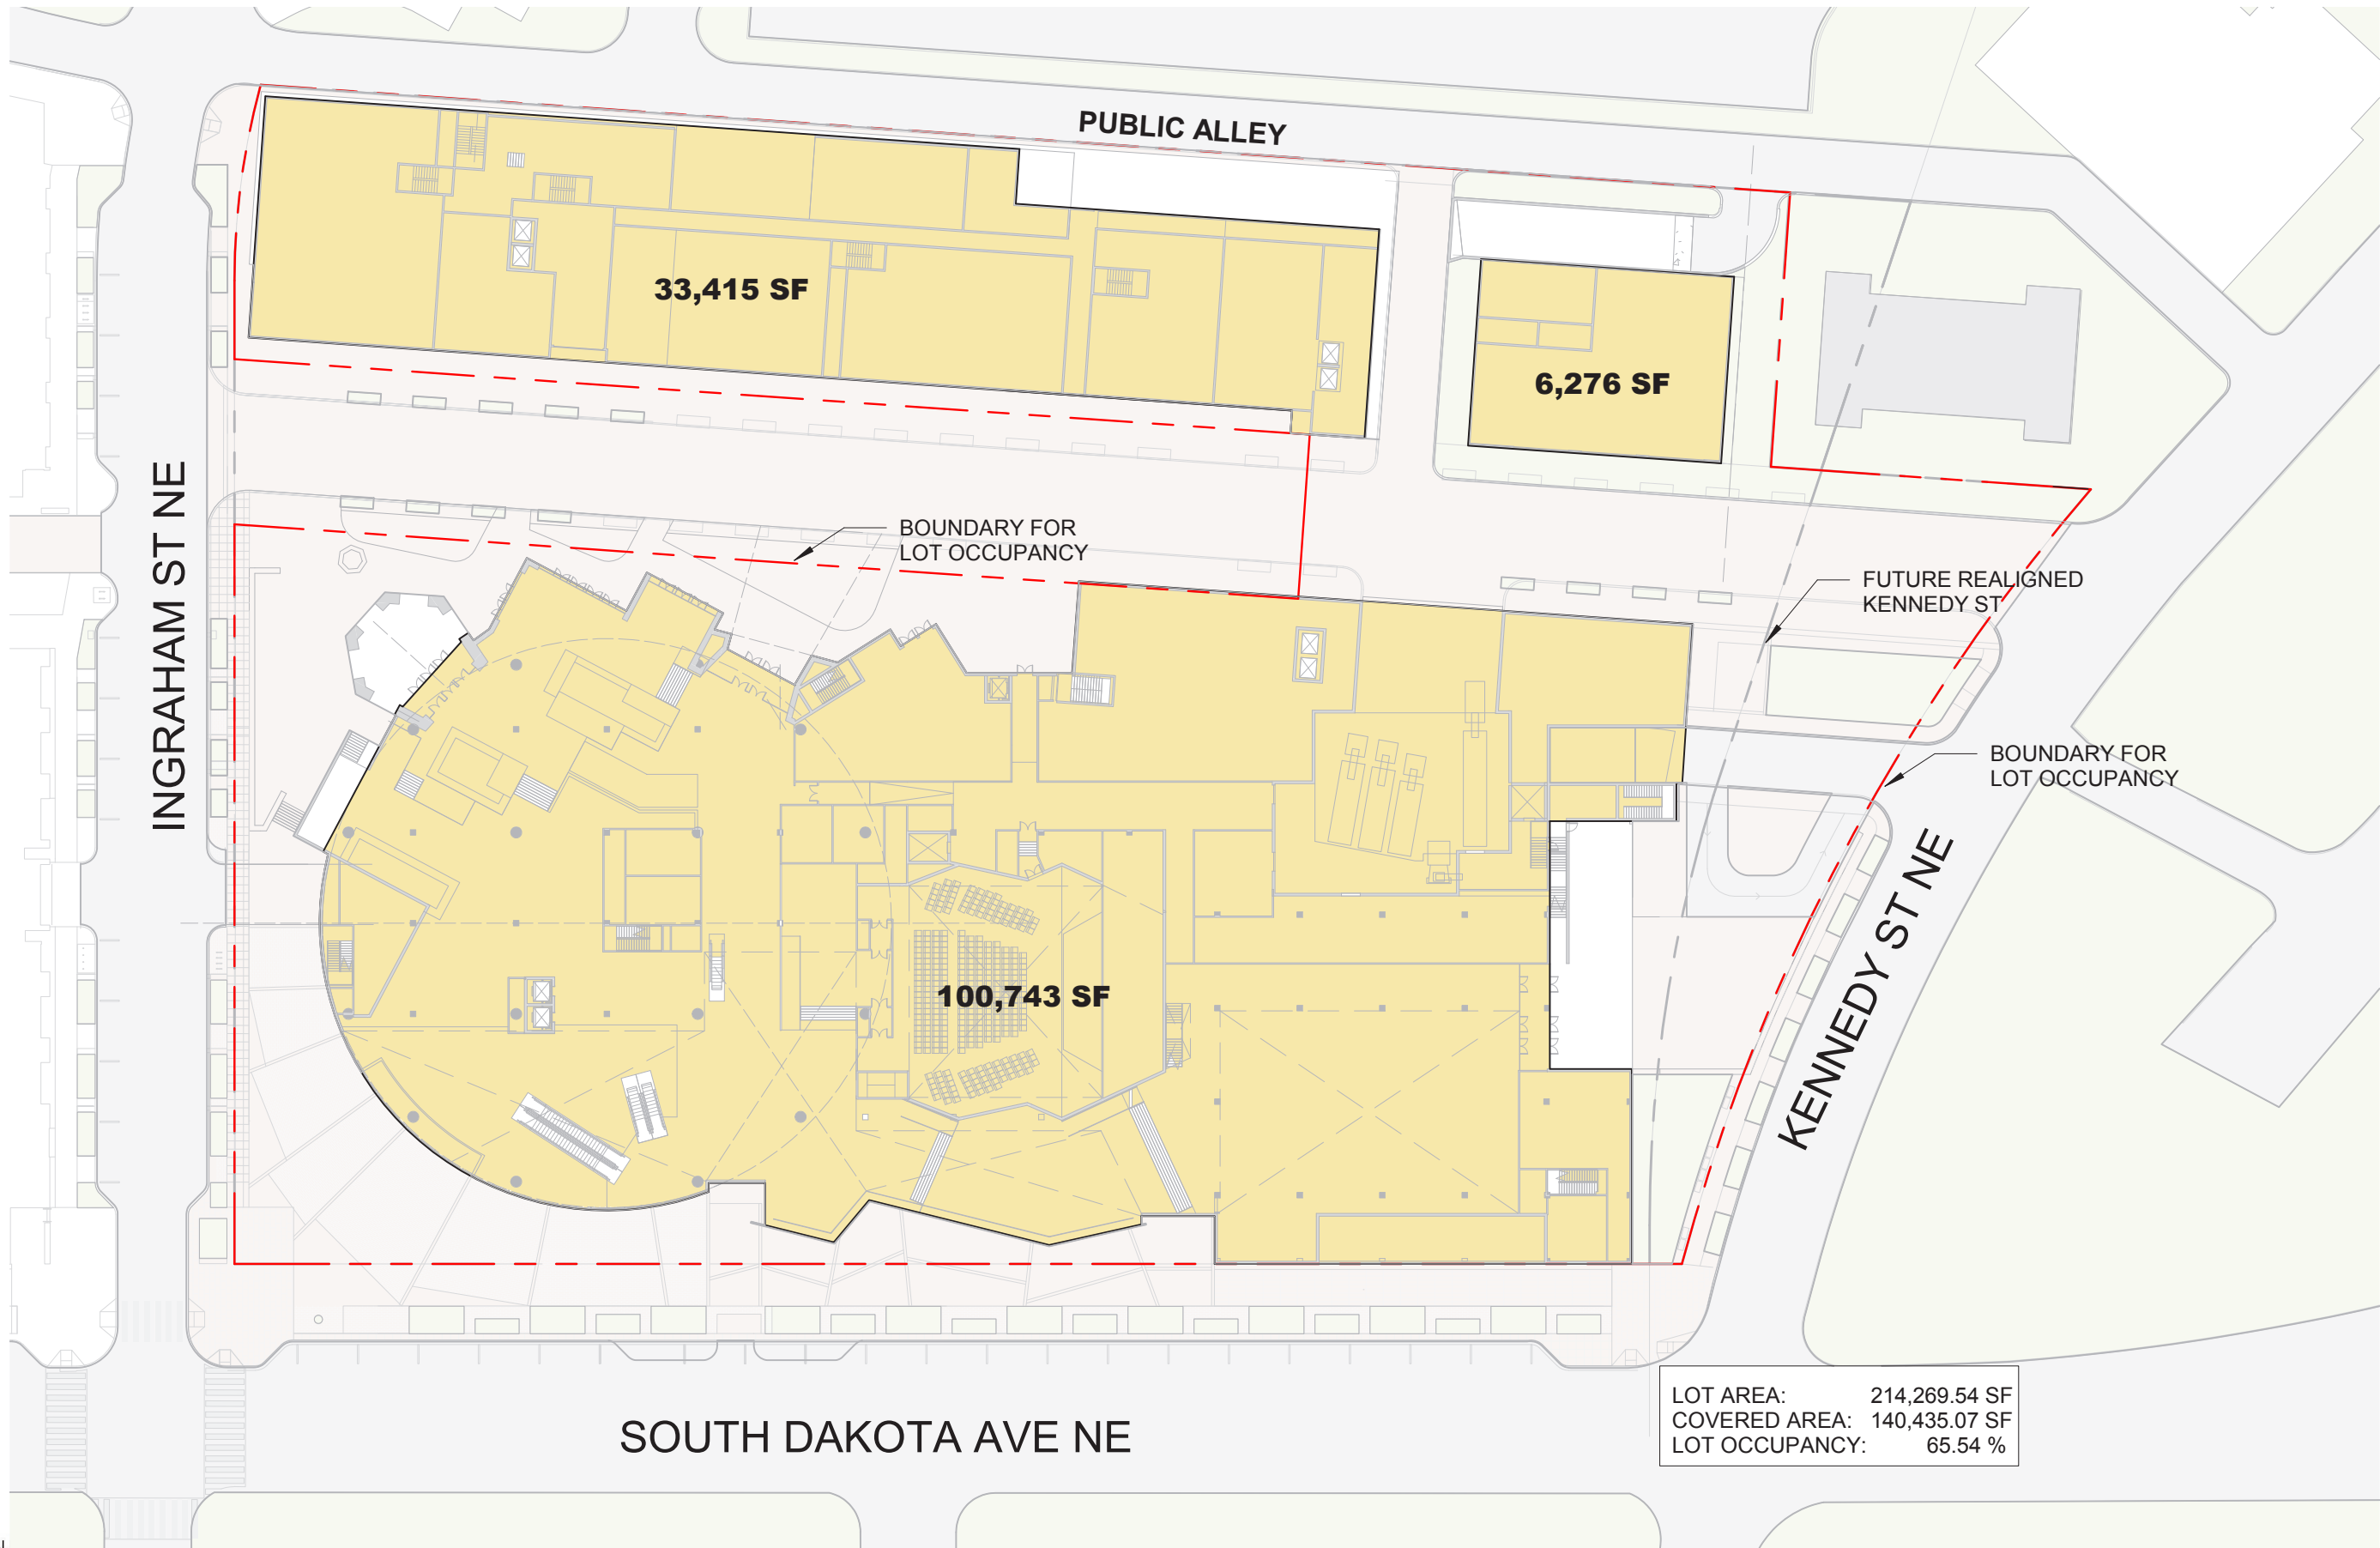 PUBLIC ALLEY
33,415 SF
6,276 SF
INGRAHAM ST NE
BOUNDARY FOR
LOT OCCUPANCY
FUTURE REALIGNED
KENNEDY ST
BOUNDARY FOR
LOT OCCUPANCY
KENNEDY ST NE
100,743 SF
SOUTH DAKOTA AVE NE
LOT AREA: 214,269.54 SF
COVERED AREA: 140,435.07 SF
LOT OCCUPANCY: 65.54 %